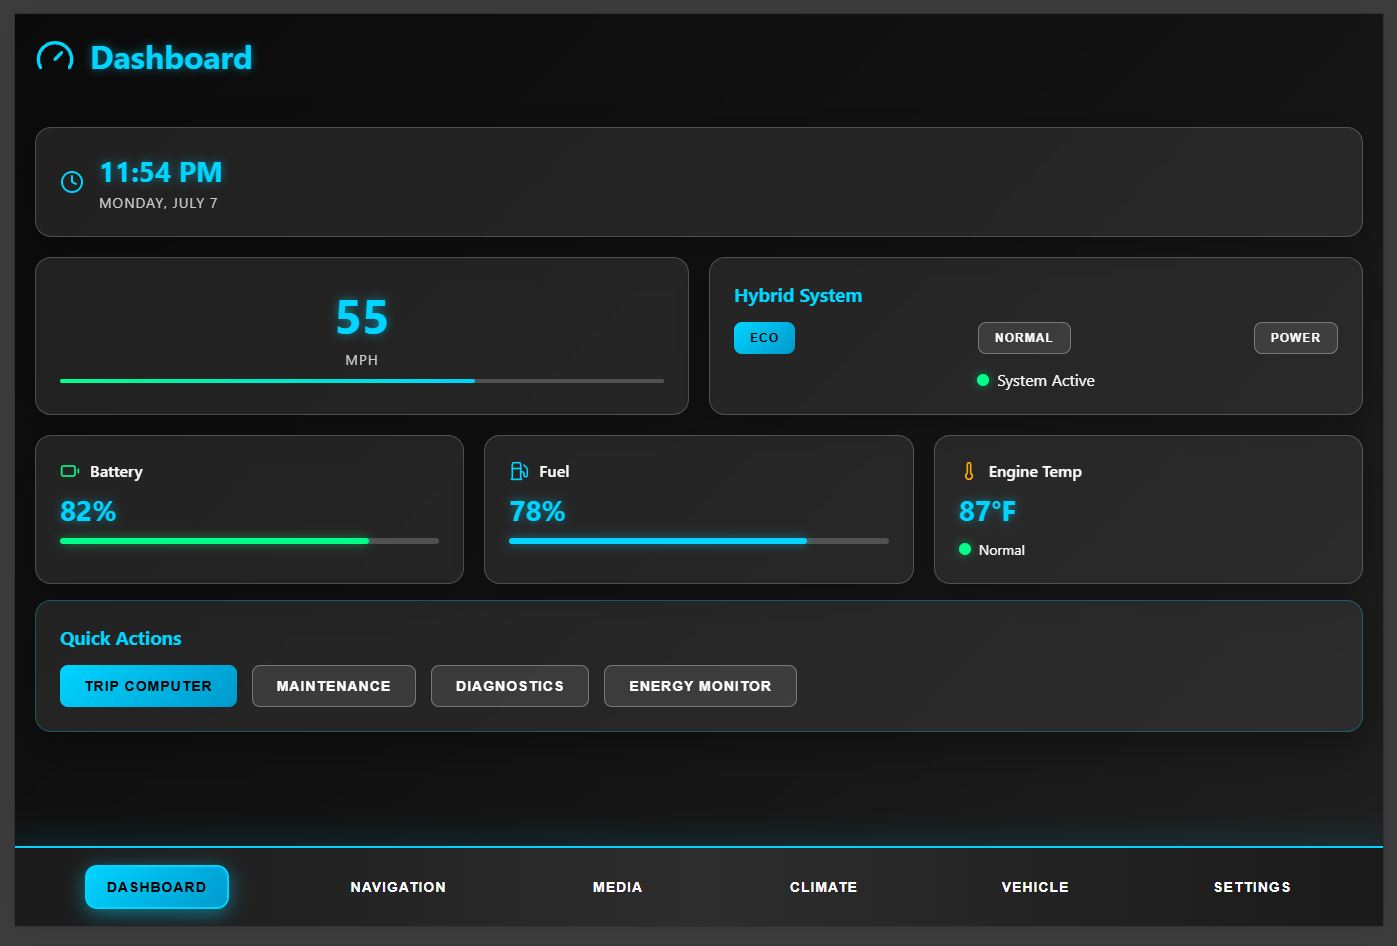 Dashboard
11:54 PM
MONDAY, JULY 7
55
MPH
Hybrid System
ECO NORMAL POWER
System Active
Battery
82%
Fuel
78%
Engine Temp
87°F
Normal
Quick Actions
TRIP COMPUTER MAINTENANCE DIAGNOSTICS ENERGY MONITOR
DASHBOARD NAVIGATION MEDIA CLIMATE VEHICLE SETTINGS